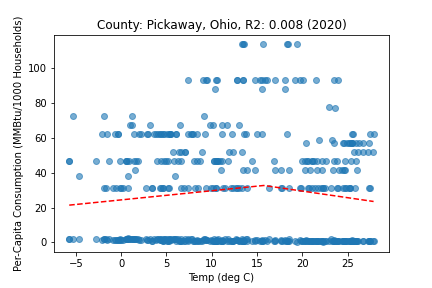 County: Pickaway, Ohio, R2: 0.008 (2020)
Per-Capita Consumption (MMBtu/1000 Households)
100
80
60
40
20
0
−5 0 5 10 15 20 25
Temp (deg C)